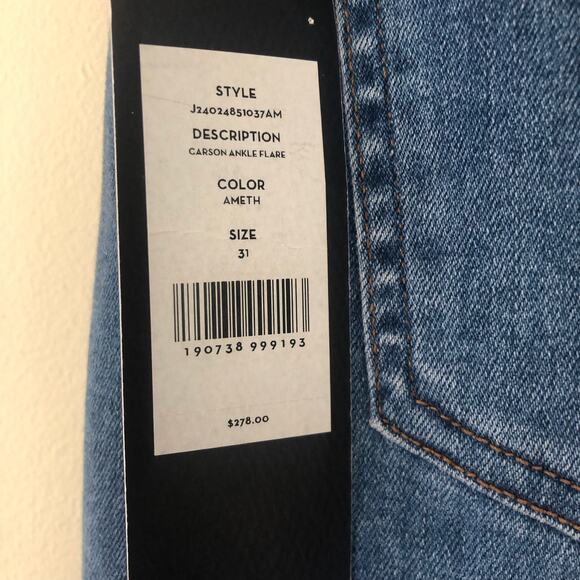 STYLE
J24024851037AM
DESCRIPTION
CARSON ANKLE FLARE
COLOR
AMETH
SIZE
31
190738 999193
$278.00